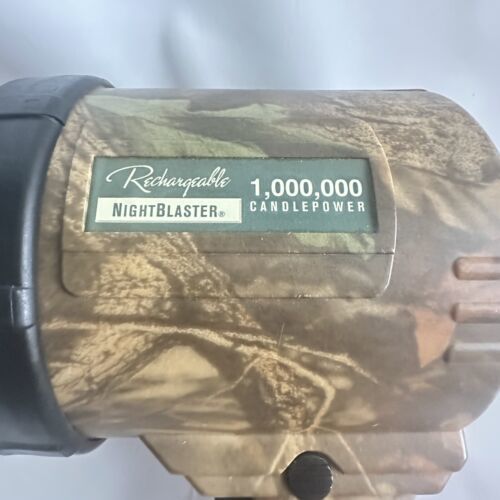 Rechargeable
NIGHTBLASTER®
1,000,000
CANDLEPOWER